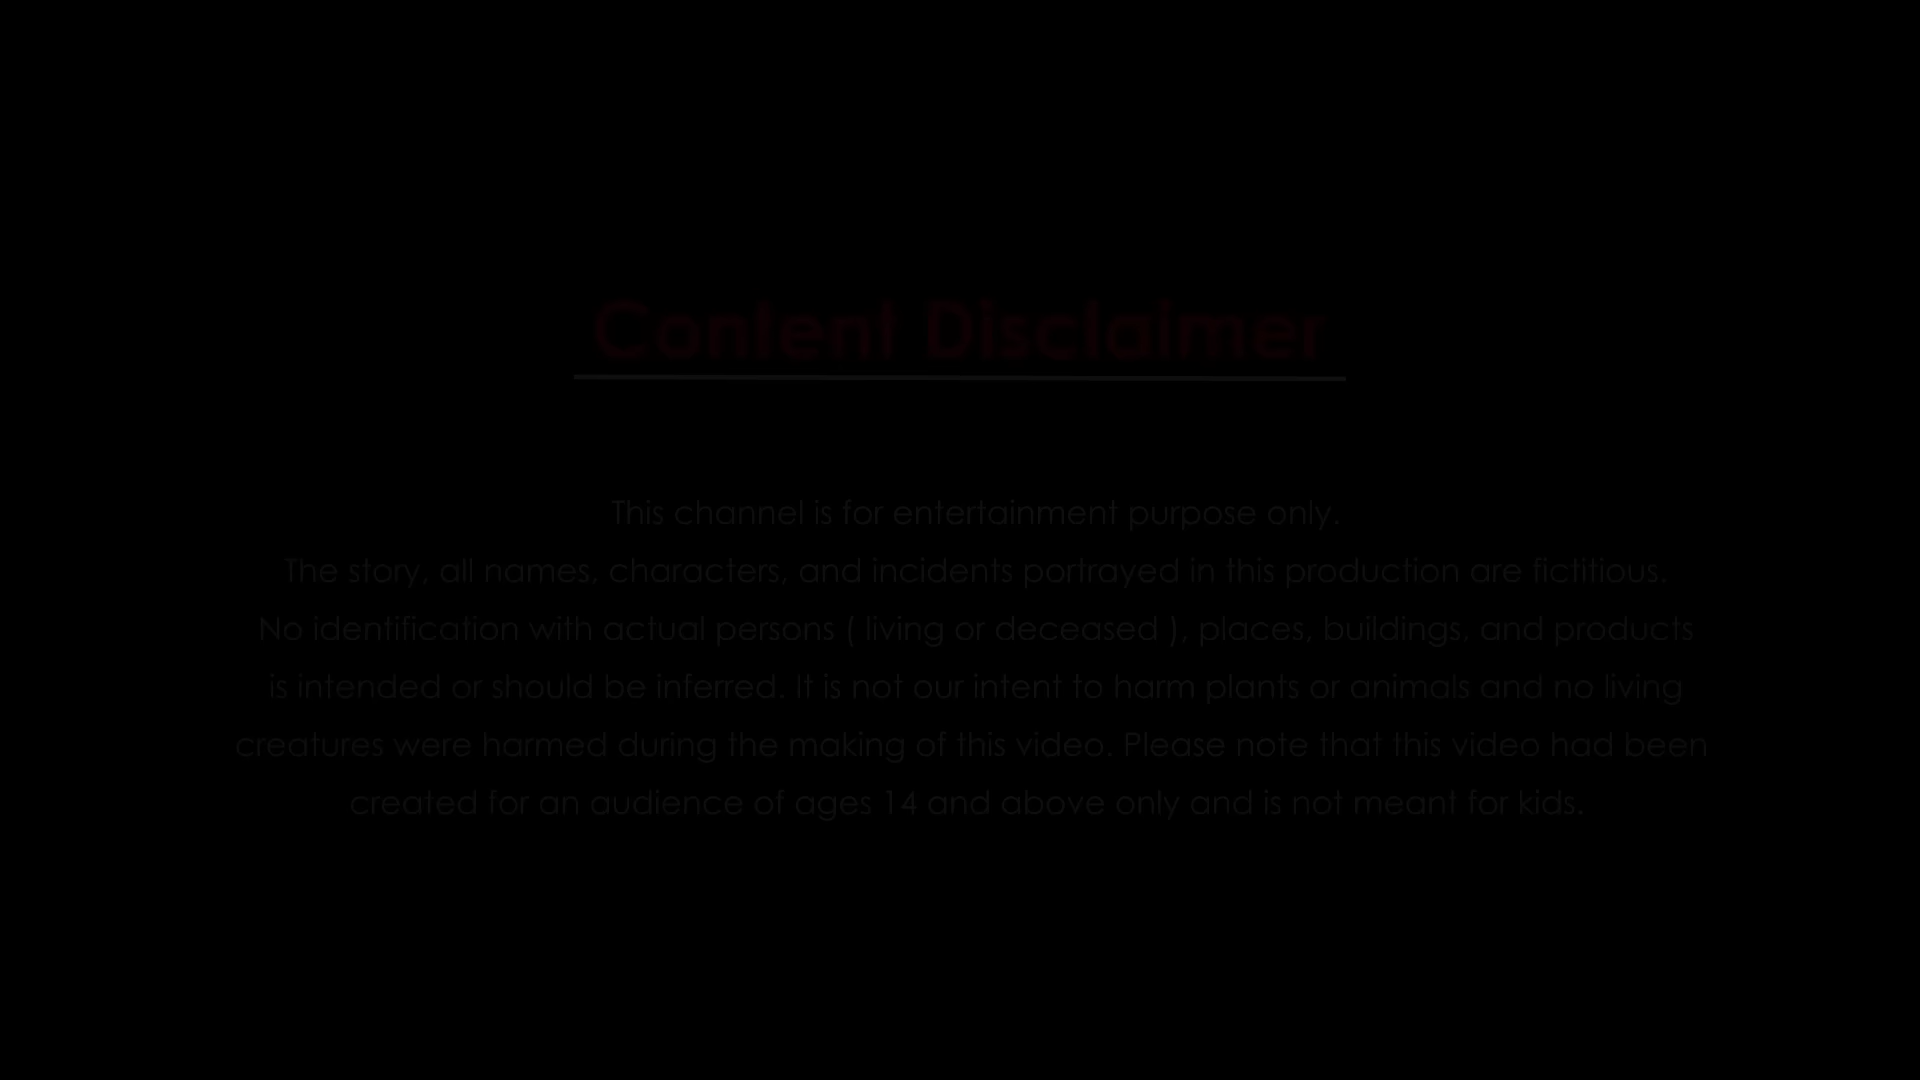 Content Disclaimer
This channel is for entertainment purpose only.
The story, all names, characters, and incidents portrayed in this production are fictitious.
No identification with actual persons ( living or deceased ), places, buildings, and products
is intended or should be inferred. It is not our intent to harm plants or animals and no living
creatures were harmed during the making of this video. Please note that this video had been
created for an audience of ages 14 and above only and is not meant for kids.